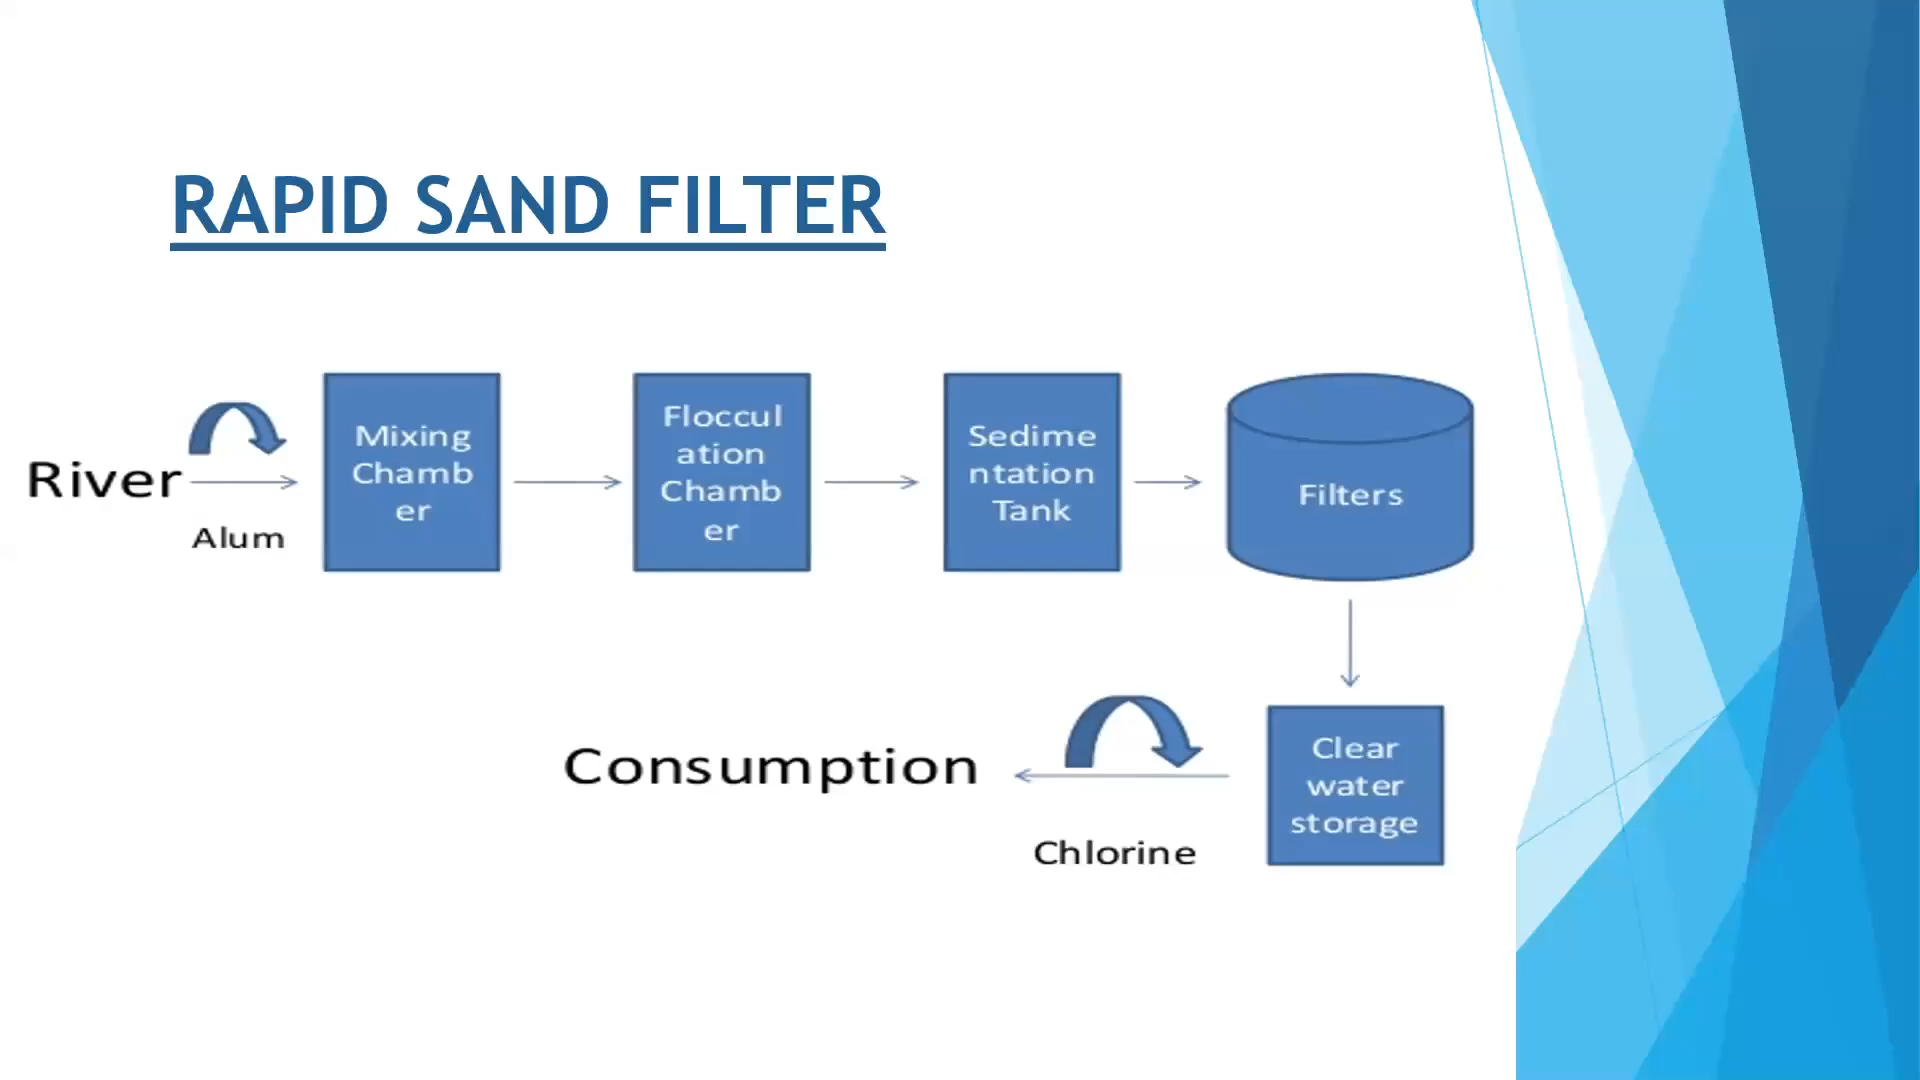 RAPID SAND FILTER
River
Alum
Mixing
Chamb
er
Floccul
ation
Chamb
er
Sedime
ntation
Tank
Filters
Clear
water
storage
Chlorine
Consumption